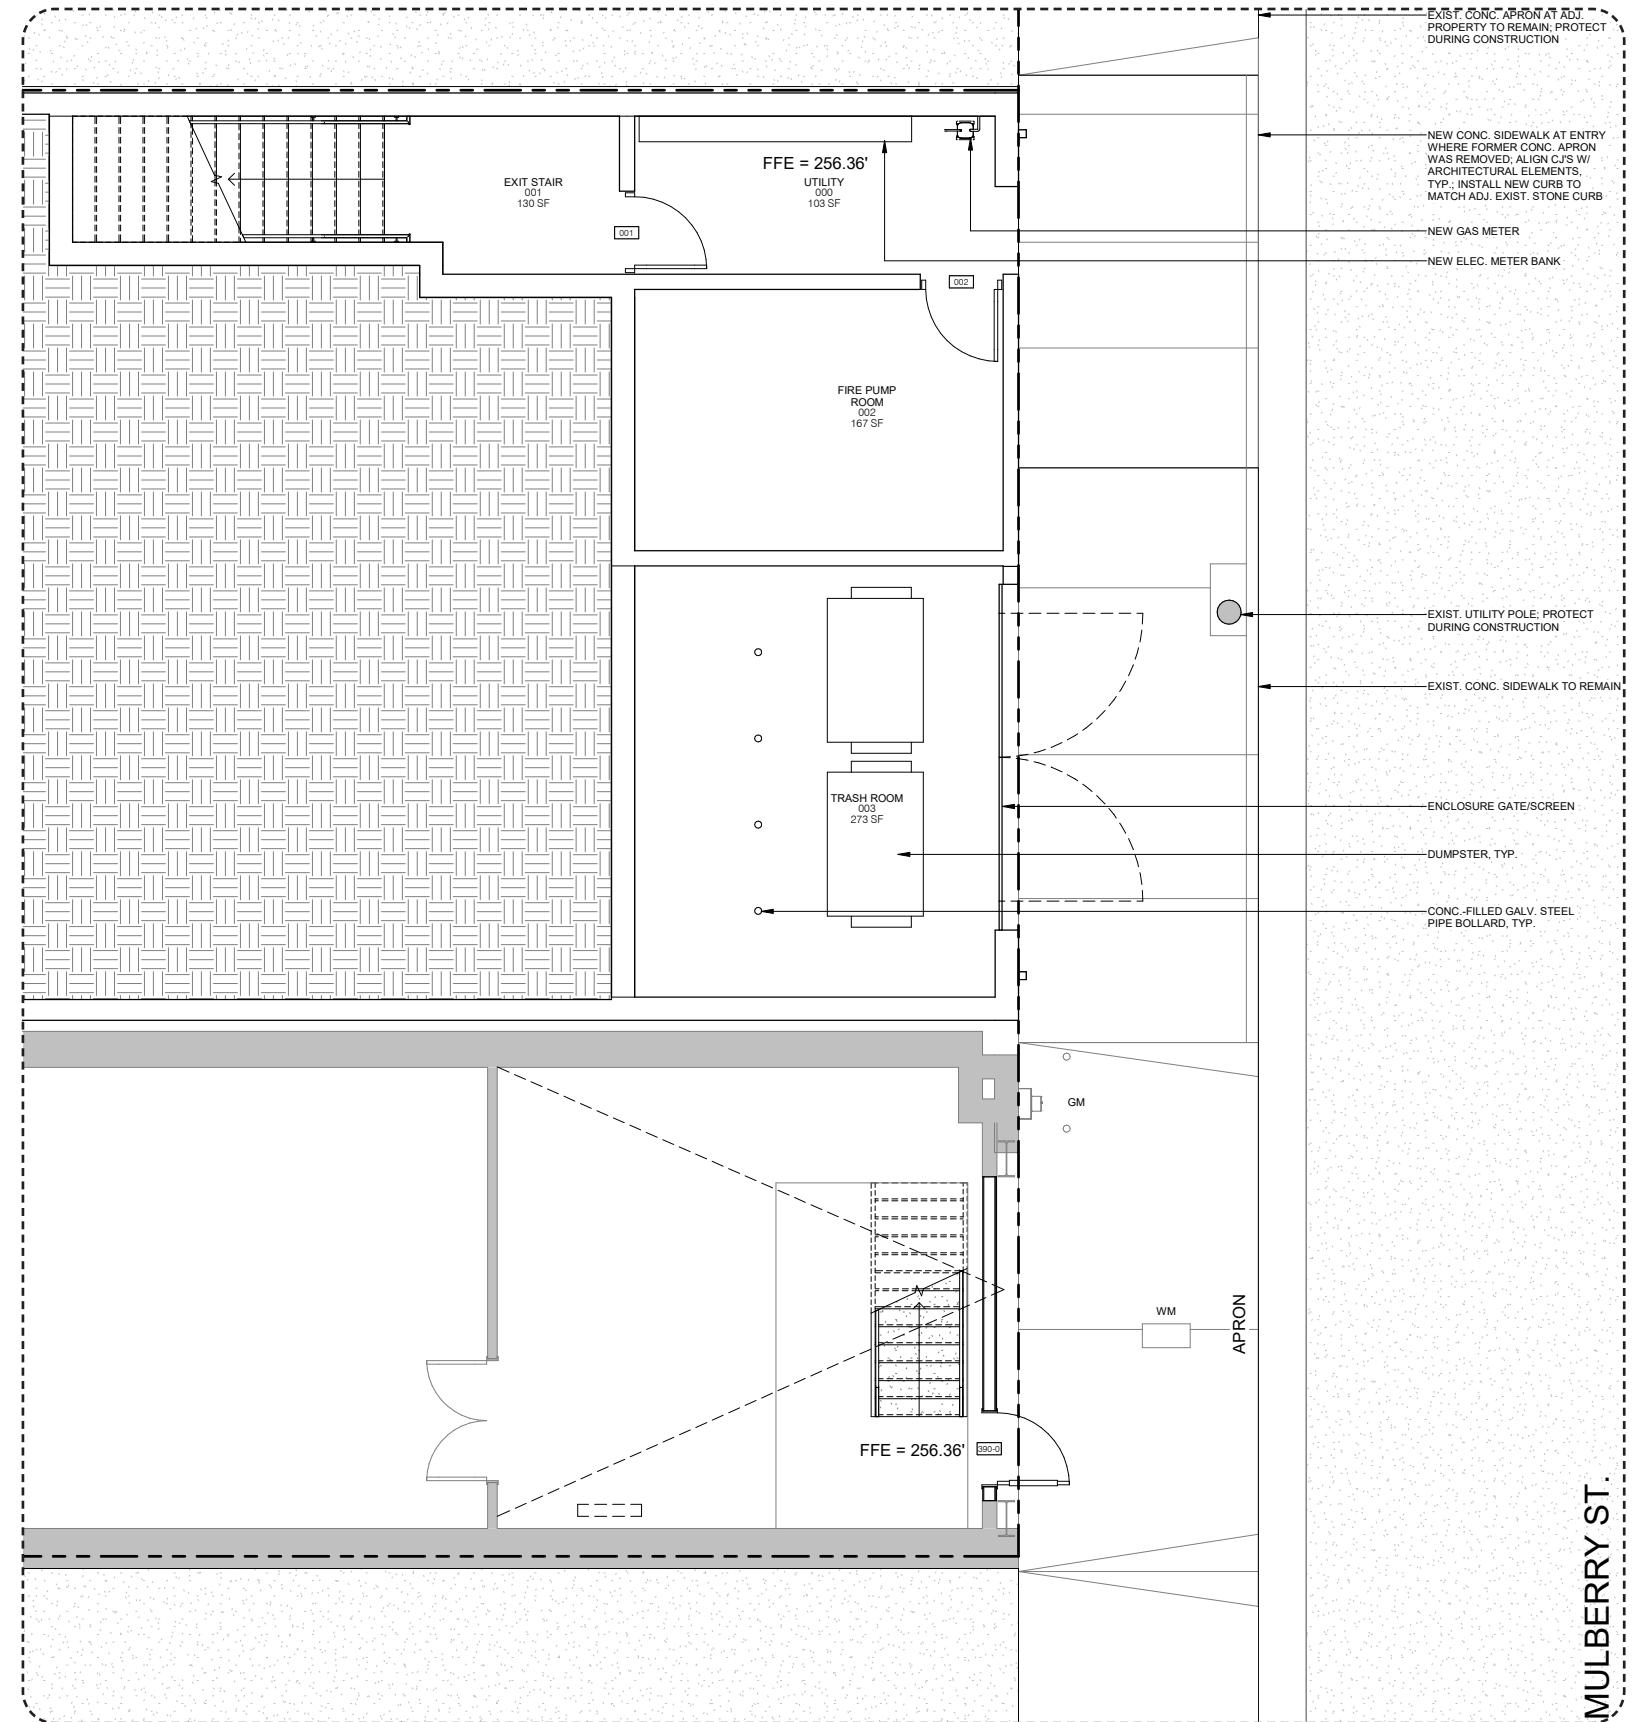 EXIST. CONC. APRON AT ADJ.
PROPERTY TO REMAIN; PROTECT
DURING CONSTRUCTION
NEW CONC. SIDEWALK AT ENTRY
WHERE FORMER CONC. APRON
WAS REMOVED; ALIGN CJ'S W/
ARCHITECTURAL ELEMENTS,
TYP.; INSTALL NEW CURB TO
MATCH ADJ. EXIST. STONE CURB
FFE = 256.36'
UTILITY
000
103 SF
EXIT STAIR
001
130 SF
001
NEW GAS METER
NEW ELEC. METER BANK
002
FIRE PUMP
ROOM
002
167 SF
EXIST. UTILITY POLE; PROTECT
DURING CONSTRUCTION
EXIST. CONC. SIDEWALK TO REMAIN
TRASH ROOM
003
273 SF
ENCLOSURE GATE/SCREEN
DUMPSTER, TYP.
CONC.-FILLED GALV. STEEL
PIPE BOLLARD, TYP.
GM
WM
APRON
FFE = 256.36'
390-0
MULBERRY ST.